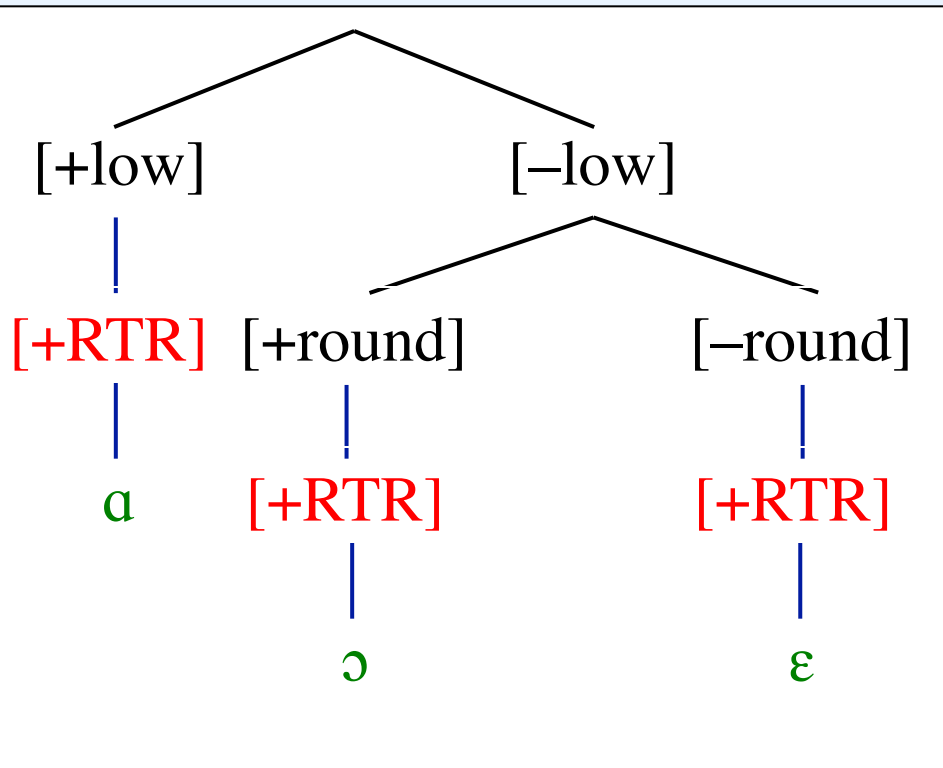 [+low] [–low]
[+RTR] [+round] [–round]
ɑ [+RTR] [+RTR]
ɔ ɛ